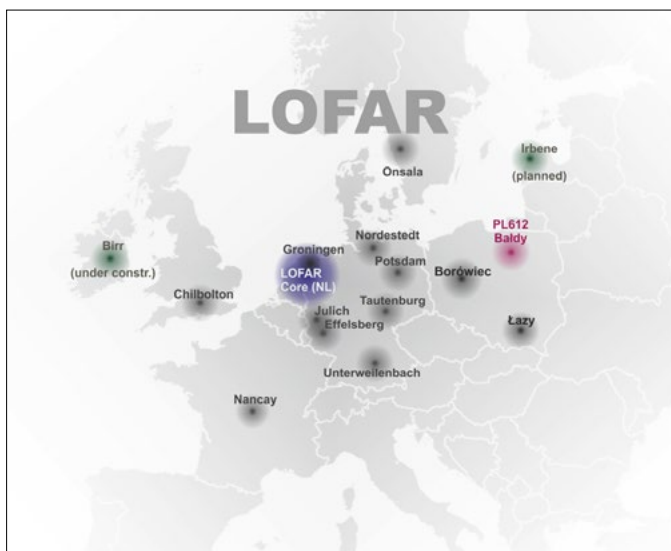 LOFAR
Onsala
Irbene
(planned)
PL612
Bałdy
Birr
(under constr.)
Nordestedt
Groningen
LOFAR
Core (NL)
Potsdam
Borówiec
Chilbolton
Tautenburg
Julich
Effelsberg
Łazy
Unterweilenbach
Nancay